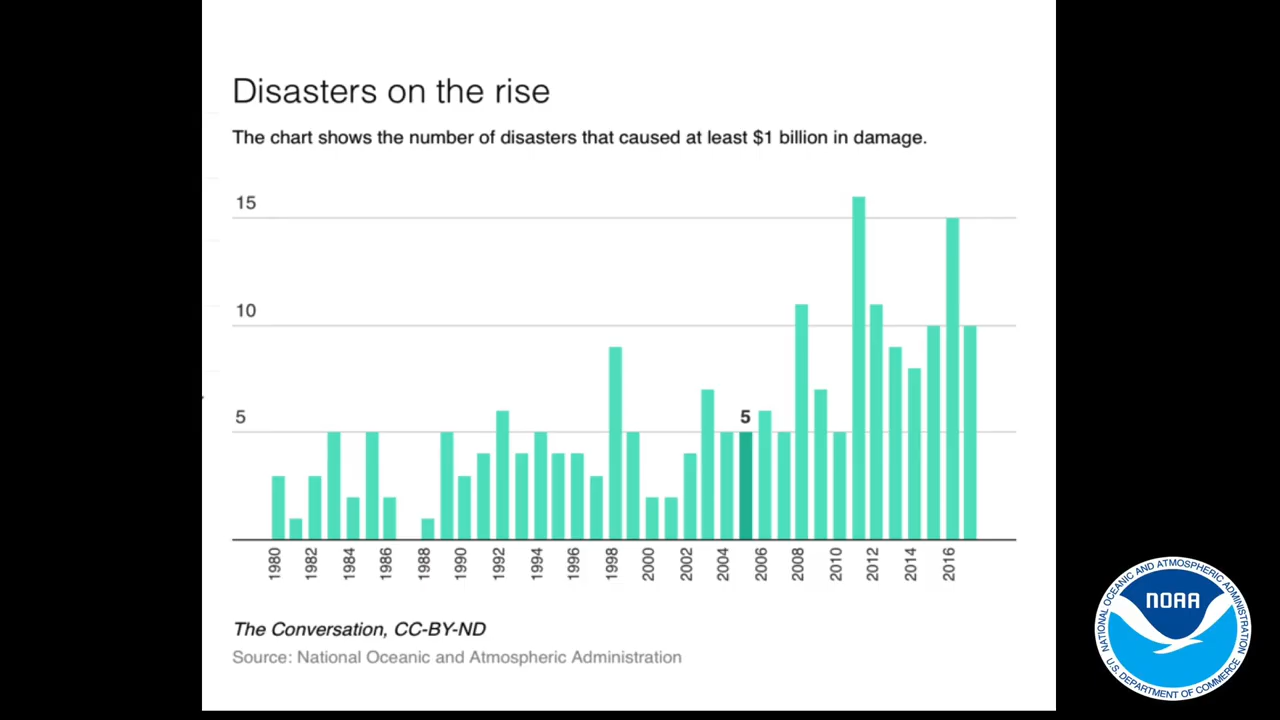 Disasters on the rise
The chart shows the number of disasters that caused at least $1 billion in damage.
15
10
5
5
1980 1982 1984 1986 1988 1990 1992 1994 1996 1998 2000 2002 2004 2006 2008 2010 2012 2014 2016
The Conversation, CC-BY-ND
Source: National Oceanic and Atmospheric Administration
NATIONAL OCEANIC AND ATMOSPHERIC ADMINISTRATION
NOAA
U.S. DEPARTMENT OF COMMERCE